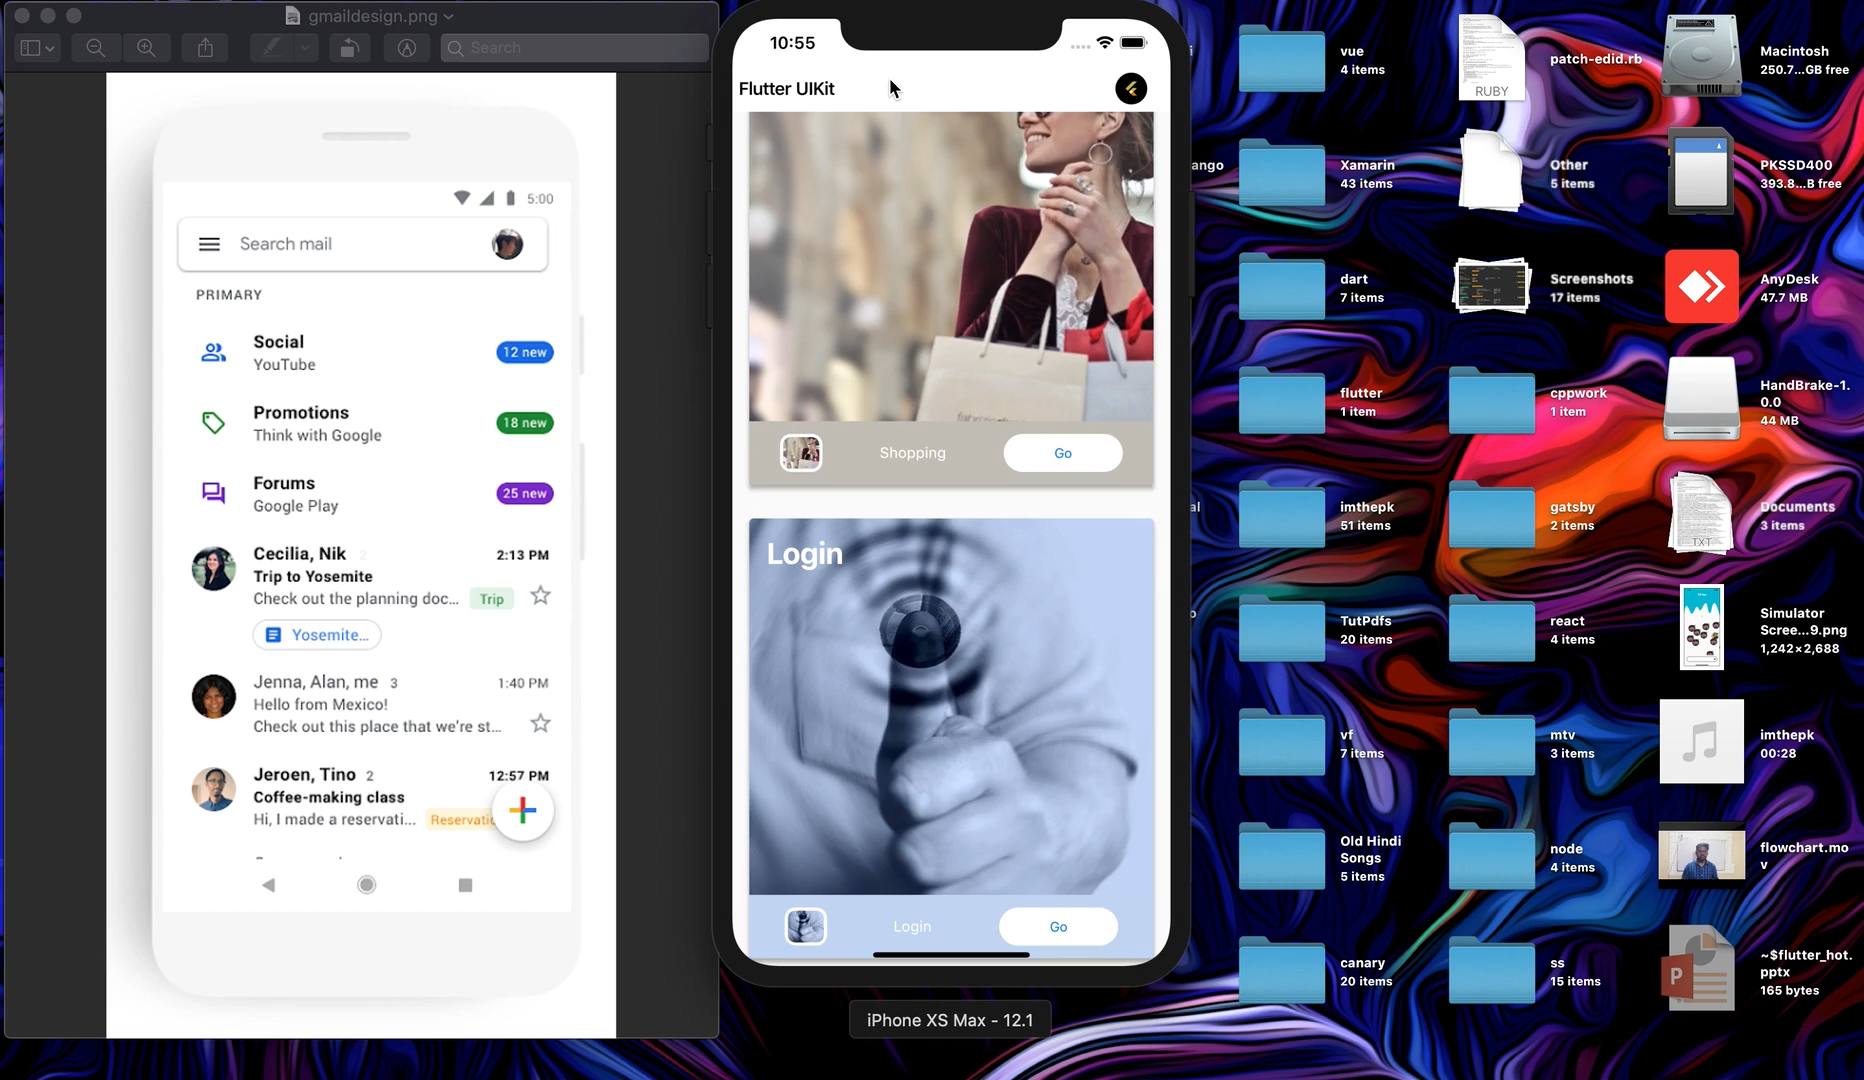 gmaildesign.png
Search
5:00
Search mail
PRIMARY
Social
YouTube
12 new
Promotions
Think with Google
18 new
Forums
Google Play
25 new
Cecilia, Nik 2
2:13 PM
Trip to Yosemite
Check out the planning doc...
Trip
Yosemite...
Jenna, Alan, me 3
1:40 PM
Hello from Mexico!
Check out this place that we're st...
Jeroen, Tino 2
12:57 PM
Coffee-making class
Hi, I made a reservati...
Reservatio
10:55
Flutter UIKit
Shopping
Go
Login
Login
Go
iPhone XS Max - 12.1
ango
al
vue
4 items
Xamarin
43 items
dart
7 items
flutter
1 item
imthepk
51 items
TutPdfs
20 items
vf
7 items
Old Hindi
Songs
5 items
canary
20 items
patch-edid.rb
RUBY
Other
5 items
Screenshots
17 items
cppwork
1 item
gatsby
2 items
react
4 items
mtv
3 items
node
4 items
ss
15 items
Macintosh
250.7...GB free
PKSSD400
393.8...B free
AnyDesk
47.7 MB
HandBrake-1.
0.0
44 MB
Documents
3 items
TXT
Simulator
Scree...9.png
1,242×2,688
imthepk
00:28
flowchart.mo
v
P
~$flutter_hot.
pptx
165 bytes